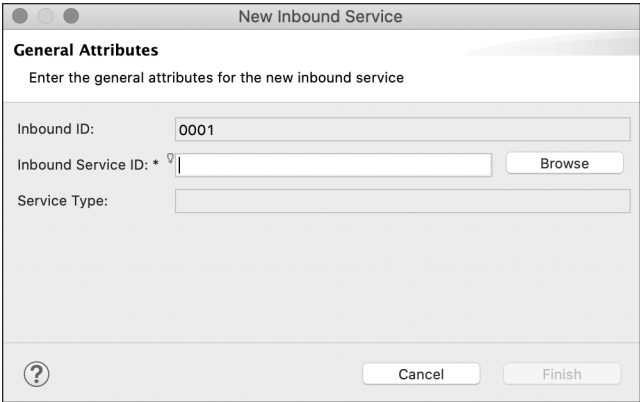 New Inbound Service
General Attributes
Enter the general attributes for the new inbound service
Inbound ID: 0001
Inbound Service ID: * Browse
Service Type:
? Cancel Finish